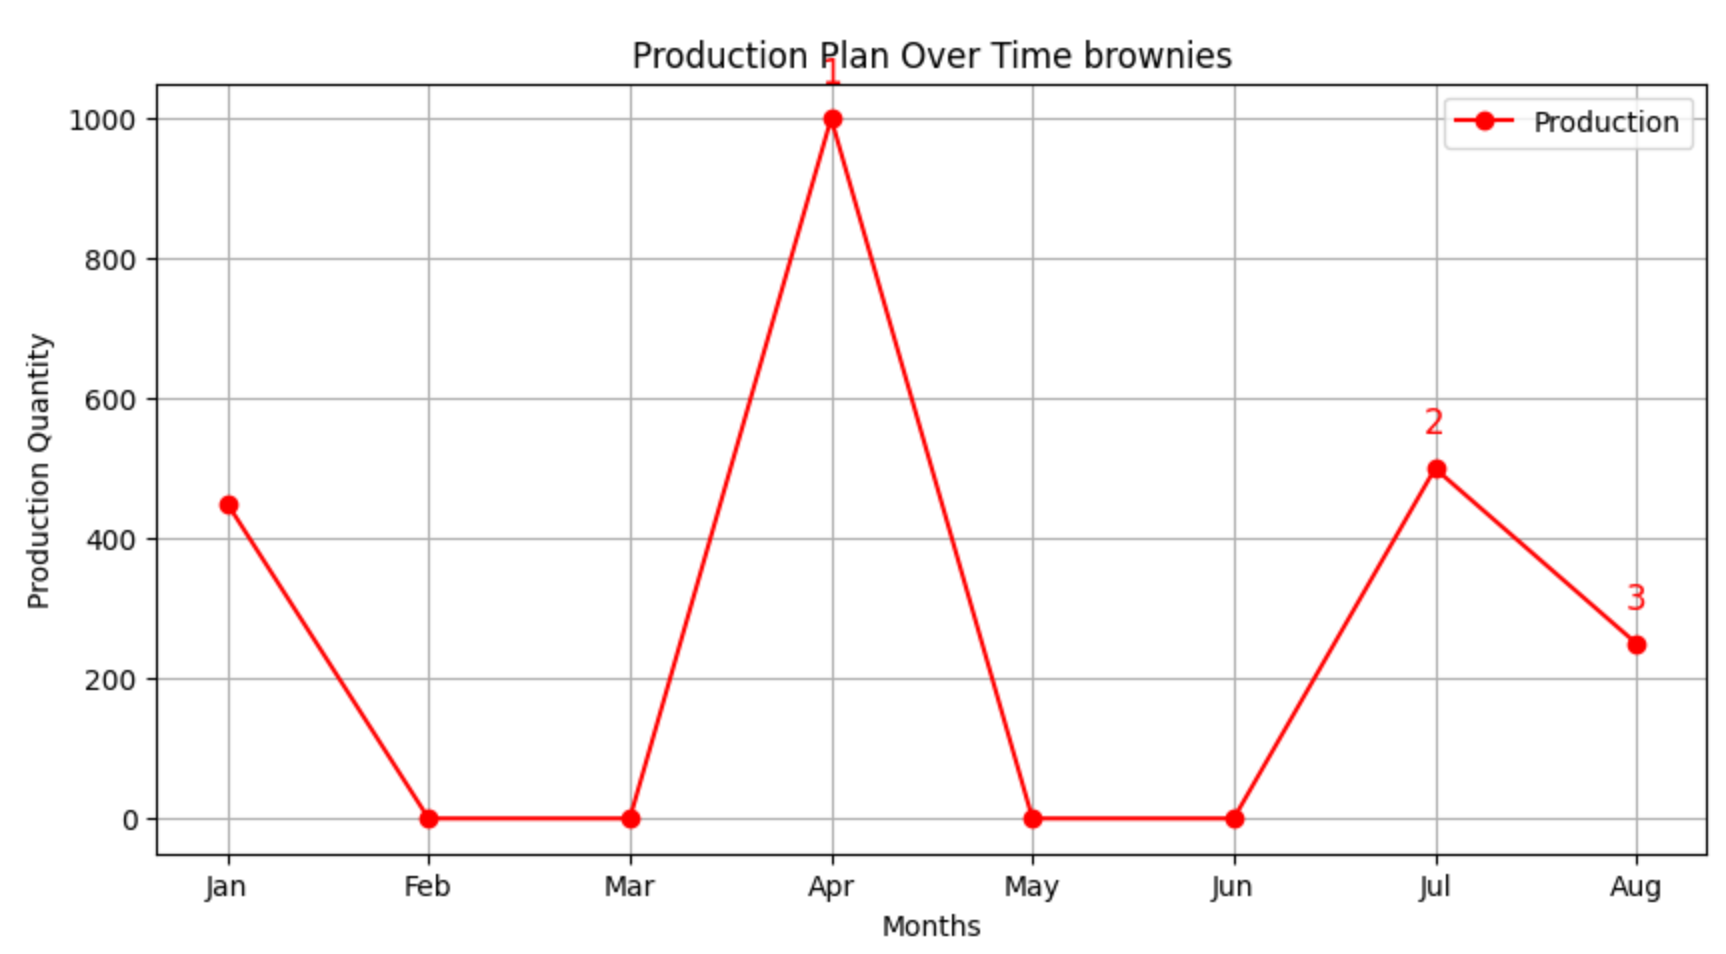 Production Plan Over Time brownies
1
1000
Production
800
600
2
400
3
200
0
Production Quantity
Jan Feb Mar Apr May Jun Jul Aug
Months